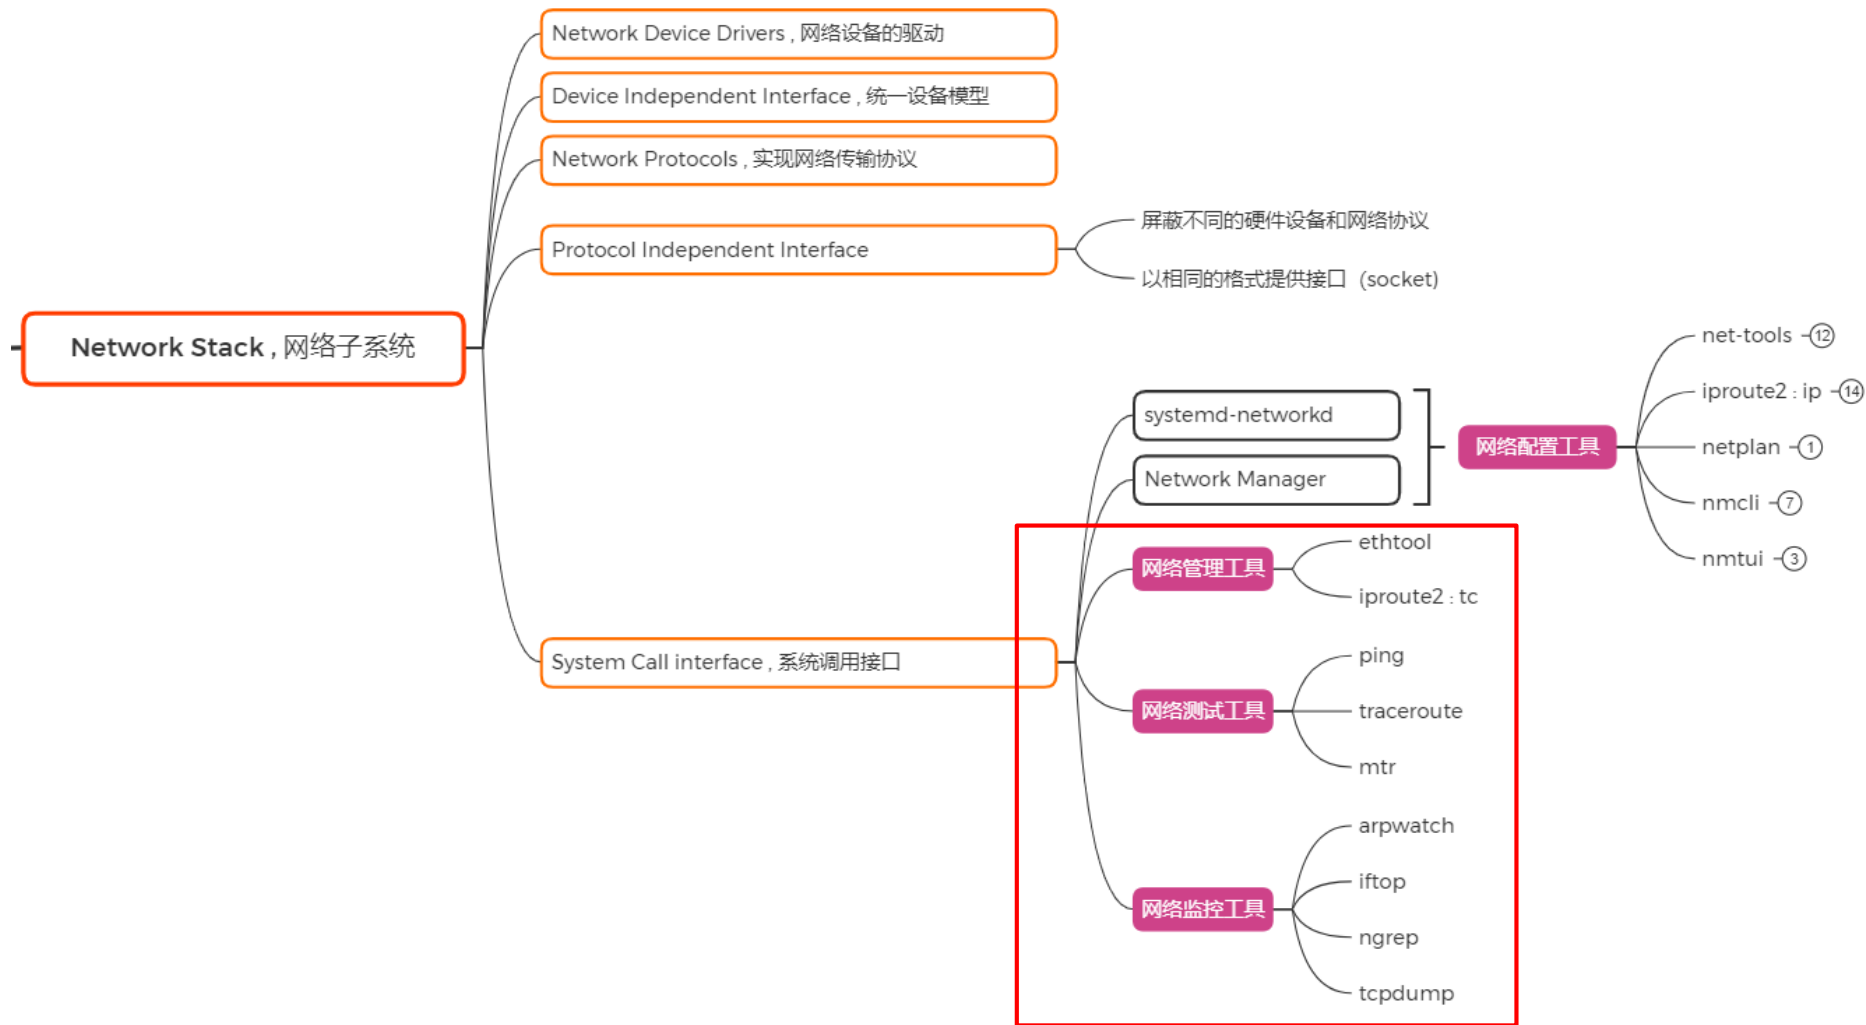 Network Device Drivers , 网络设备的驱动
Device Independent Interface , 统一设备模型
Network Protocols , 实现网络传输协议
Protocol Independent Interface
屏蔽不同的硬件设备和网络协议
以相同的格式提供接口 (socket)
Network Stack , 网络子系统
System Call interface , 系统调用接口
systemd-networkd
Network Manager
网络配置工具
net-tools 12
iproute2 : ip 14
netplan 1
nmcli 7
nmtui 3
网络管理工具
ethtool
iproute2 : tc
网络测试工具
ping
traceroute
mtr
网络监控工具
arpwatch
iftop
ngrep
tcpdump